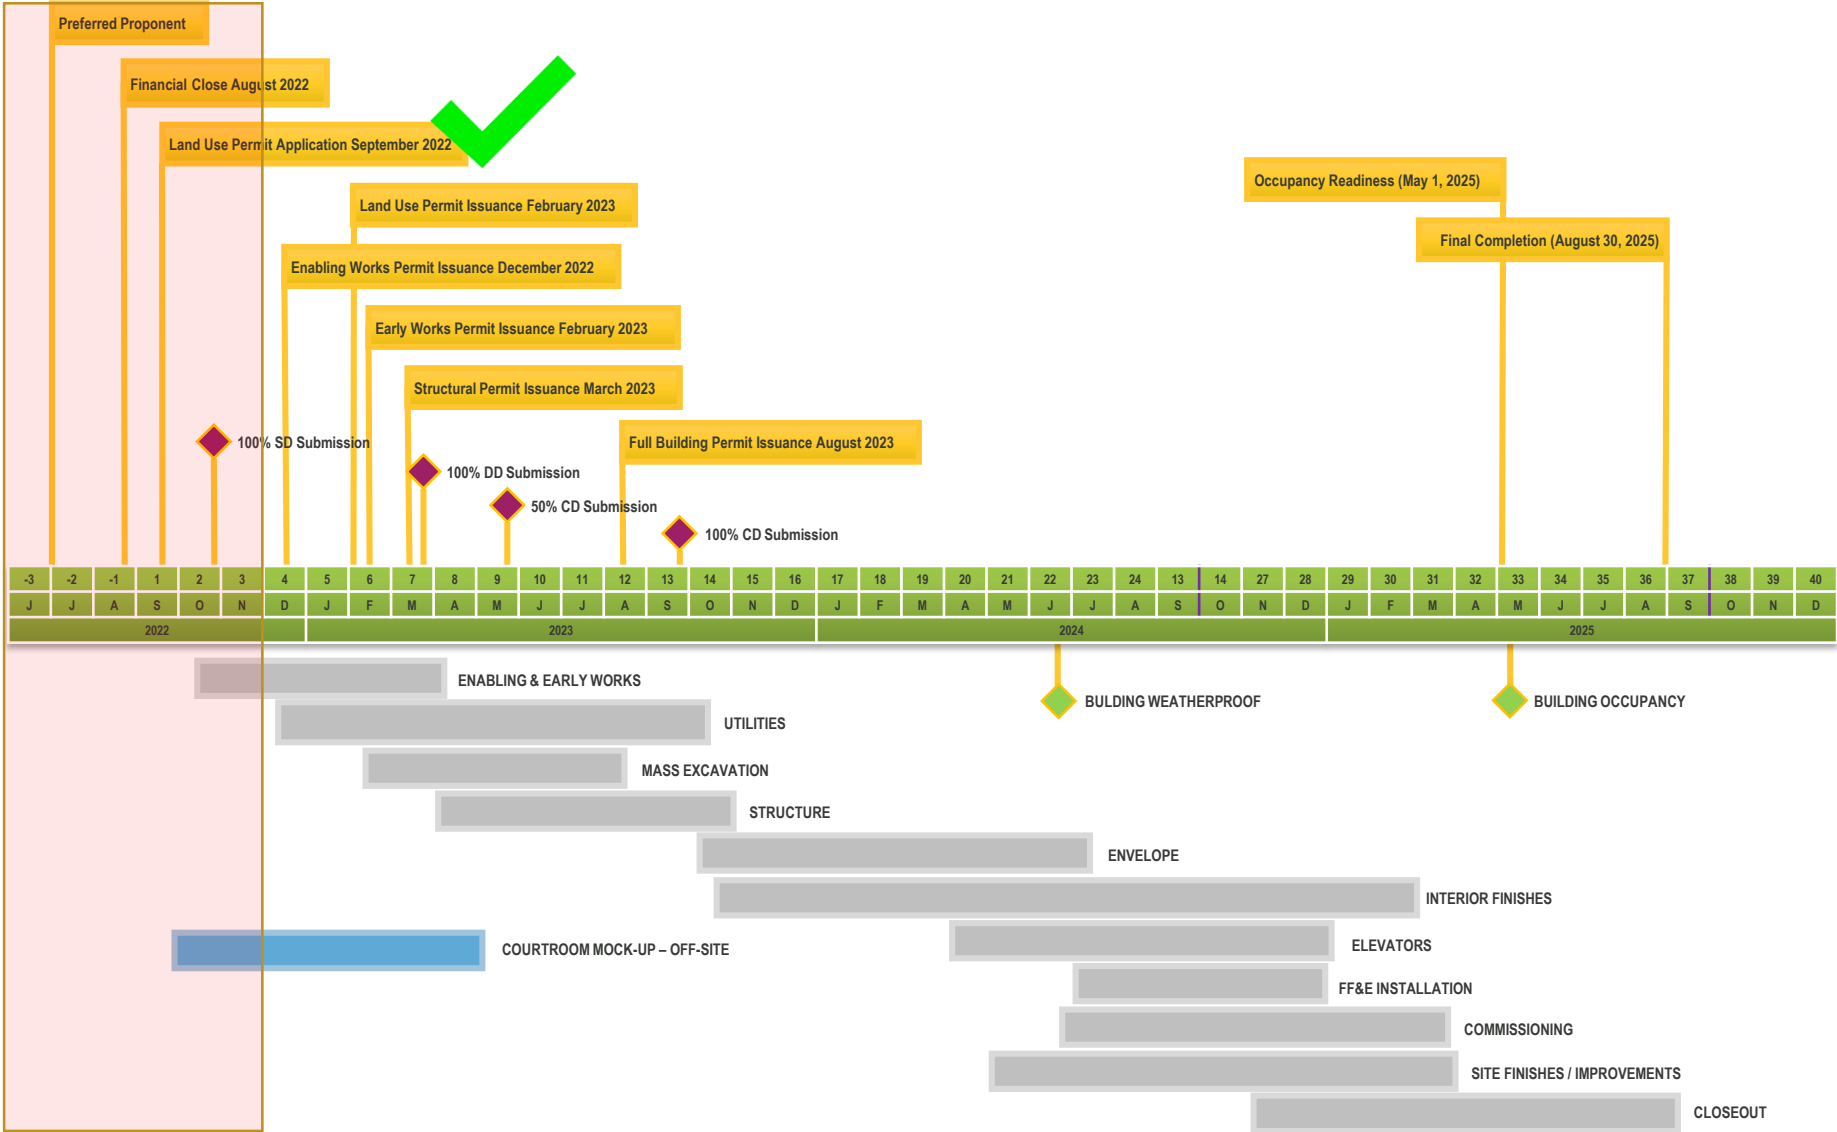 Preferred Proponent
Financial Close August 2022
Land Use Permit Application September 2022
Occupancy Readiness (May 1, 2025)
Land Use Permit Issuance February 2023
Final Completion (August 30, 2025)
Enabling Works Permit Issuance December 2022
Early Works Permit Issuance February 2023
Structural Permit Issuance March 2023
100% SD Submission
Full Building Permit Issuance August 2023
100% DD Submission
50% CD Submission
100% CD Submission
-3 -2 -1 1 2 3 4 5 6 7 8 9 10 11 12 13 14 15 16 17 18 19 20 21 22 23 24 13 14 27 28 29 30 31 32 33 34 35 36 37 38 39 40
J J A S O N D J F M A M J J A S O N D J F M A M J J A S O N D J F M A M J J A S O N D
2022 2023 2024 2025
ENABLING & EARLY WORKS
BULDING WEATHERPROOF
BUILDING OCCUPANCY
UTILITIES
MASS EXCAVATION
STRUCTURE
ENVELOPE
INTERIOR FINISHES
COURTROOM MOCK-UP – OFF-SITE
ELEVATORS
FF&E INSTALLATION
COMMISSIONING
SITE FINISHES / IMPROVEMENTS
CLOSEOUT